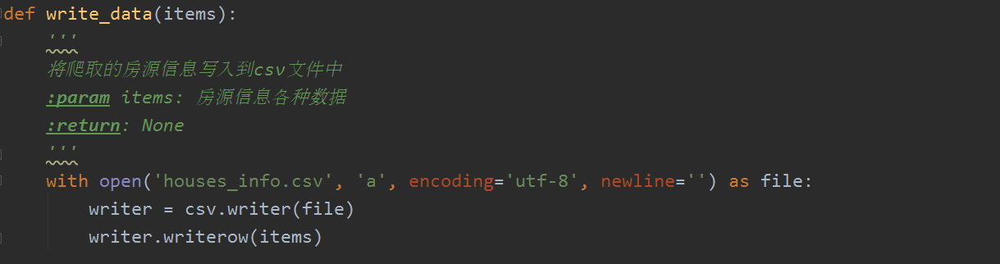 def write_data(items):
    '''
    将爬取的房源信息写入到csv文件中
    :param items: 房源信息各种数据
    :return: None
    '''
    with open('houses_info.csv', 'a', encoding='utf-8', newline='') as file:
        writer = csv.writer(file)
        writer.writerow(items)